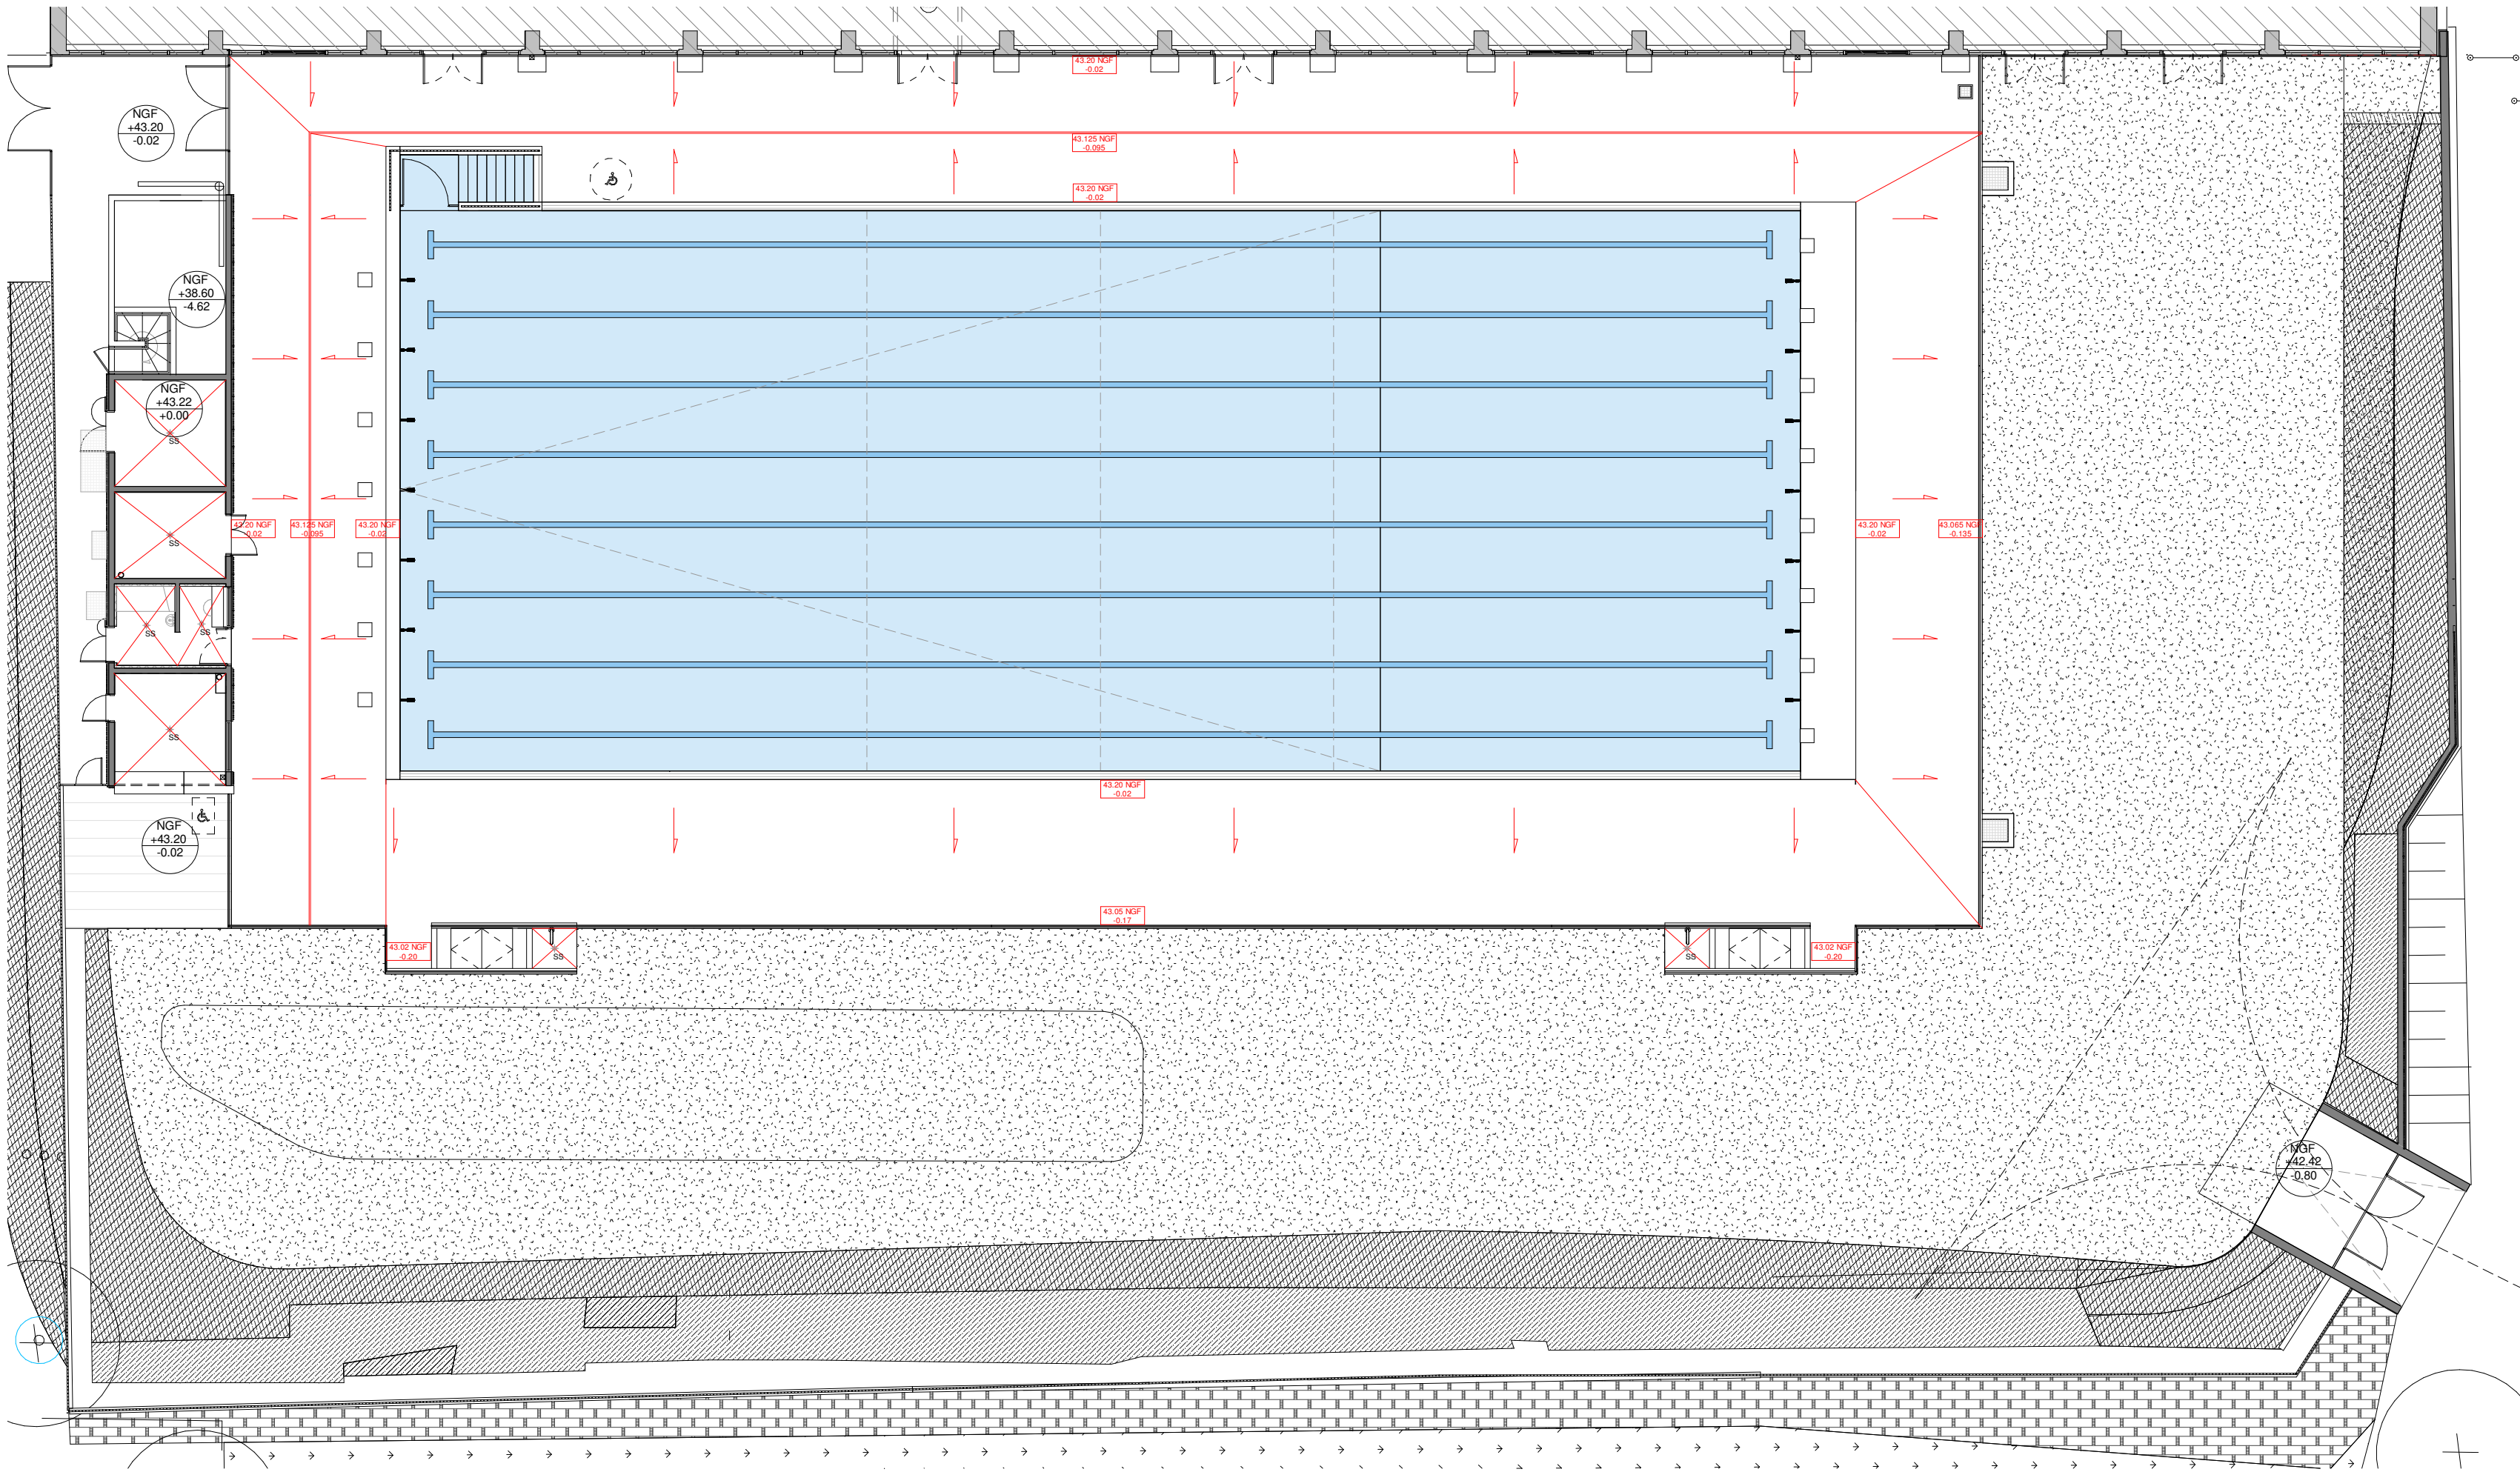 43.20 NGF
-0.02
NGF
+43.20
-0.02
43.125 NGF
-0.095
43.20 NGF
-0.02
NGF
+38.60
-4.62
NGF
+43.22
+0.00
SS
SS
43.20 NGF
-0.02
43.125 NGF
-0.095
43.20 NGF
-0.02
43.20 NGF
-0.02
43.065 NGF
-0.135
SS
SS
SS
43.20 NGF
-0.02
NGF
+43.20
-0.02
43.05 NGF
-0.17
43.02 NGF
-0.20
SS
SS
43.02 NGF
-0.20
NGF
+42.42
-0.80